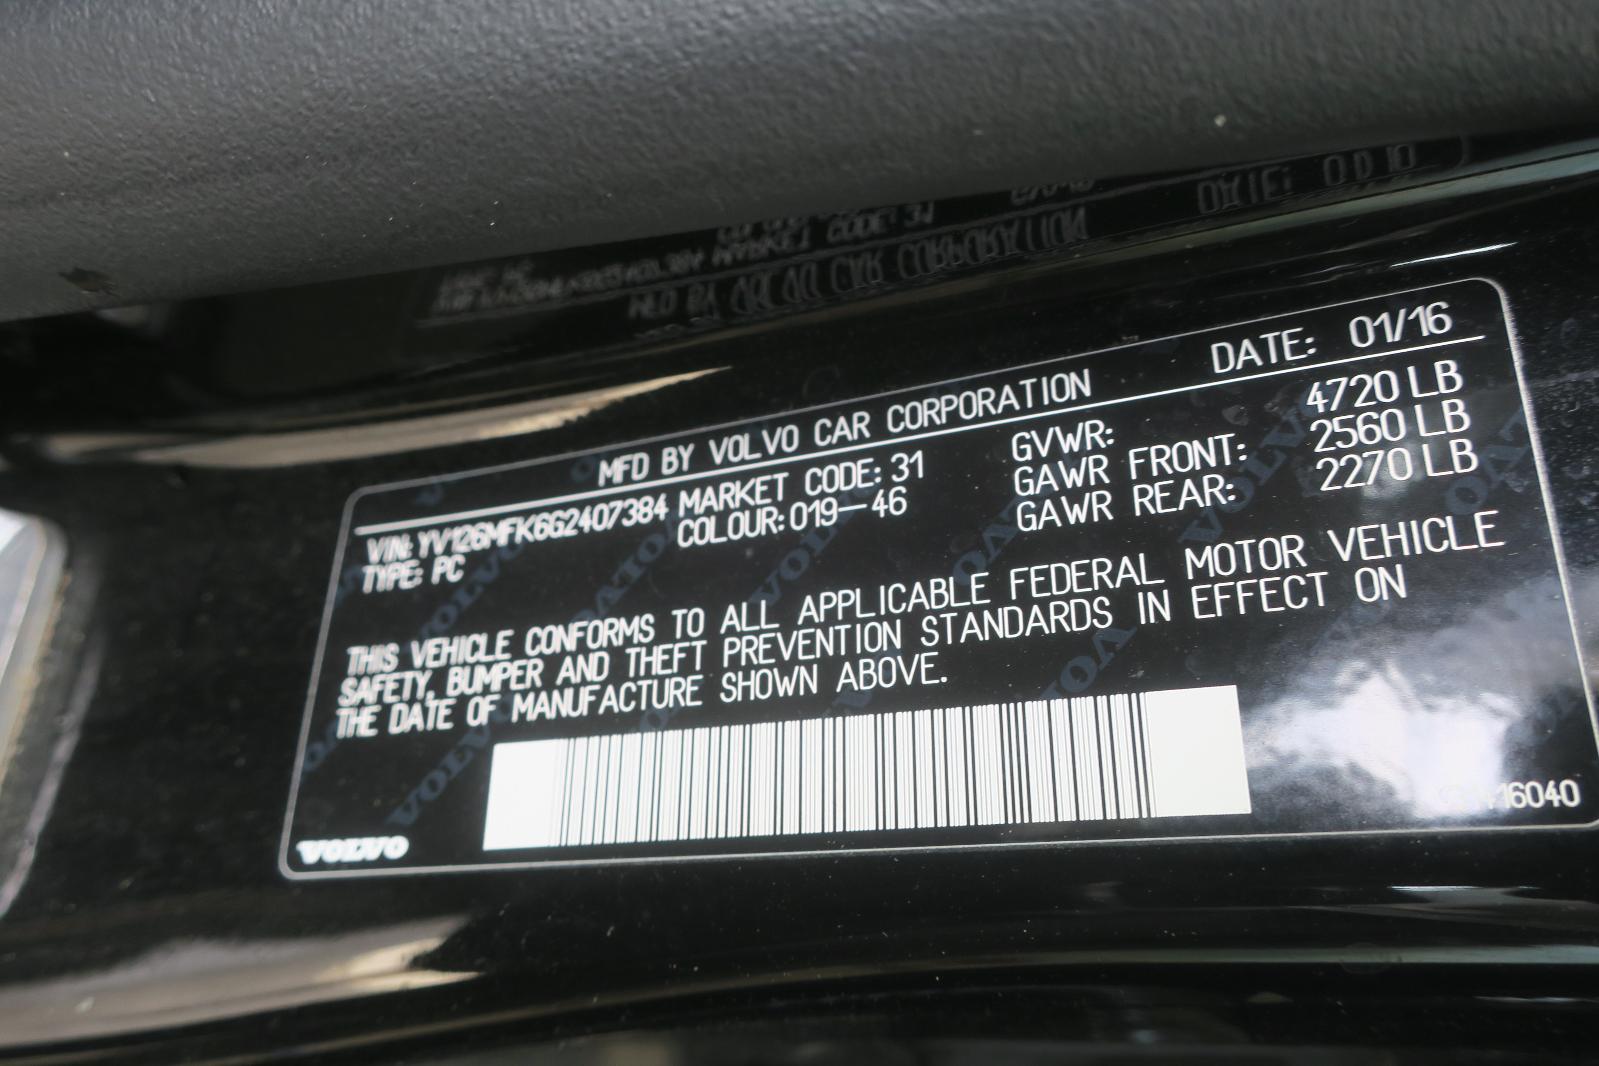 MFD BY VOLVO CAR CORPORATION DATE: 01/16
VIN: YV126MFK6G2407384 MARKET CODE: 31 GVWR: 4720 LB
TYPE: PC COLOUR: 019-46 GAWR FRONT: 2560 LB
GAWR REAR: 2270 LB
THIS VEHICLE CONFORMS TO ALL APPLICABLE FEDERAL MOTOR VEHICLE
SAFETY, BUMPER AND THEFT PREVENTION STANDARDS IN EFFECT ON
THE DATE OF MANUFACTURE SHOWN ABOVE.
VOLVO